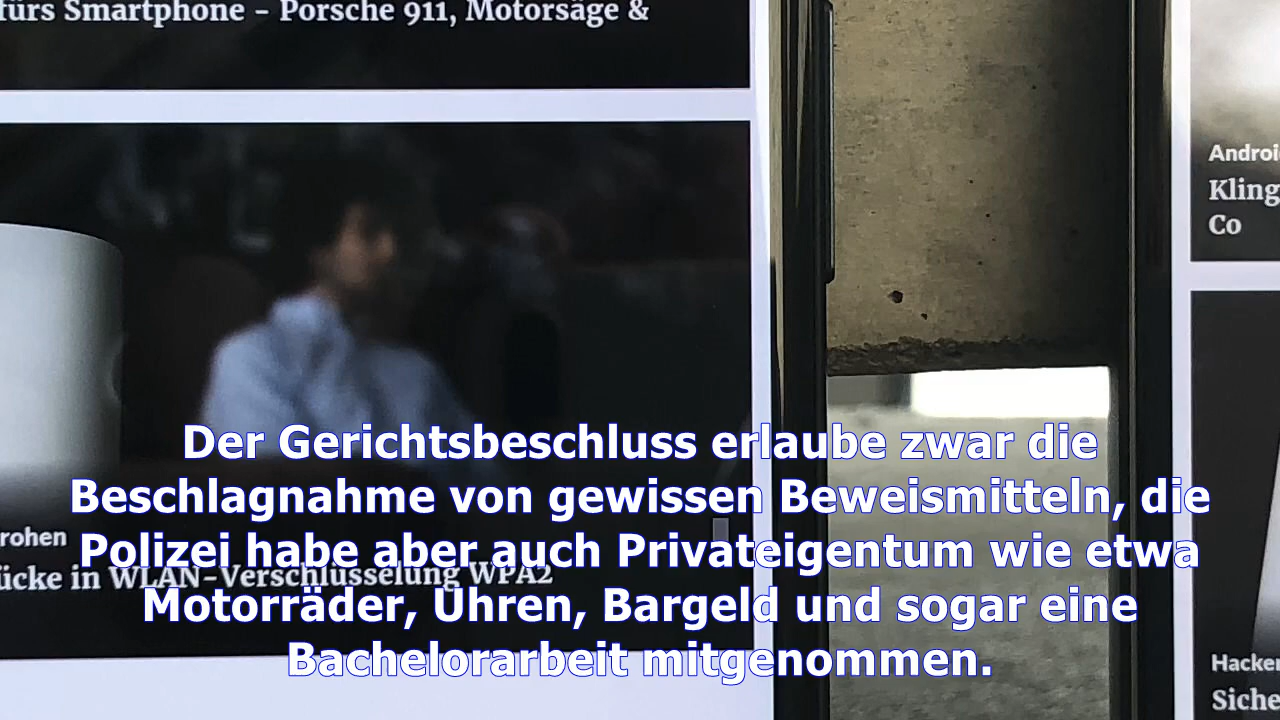 fürs Smartphone – Porsche 911, Motorsäge &
Androi
Kling
Co
Der Gerichtsbeschluss erlaube zwar die
Beschlagnahme von gewissen Beweismitteln, die
rohen
Polizei habe aber auch Privateigentum wie etwa
ücke in WLAN-Verschlüsselung WPA2
Motorräder, Uhren, Bargeld und sogar eine
Bachelorarbeit mitgenommen.
Hacker
Siche